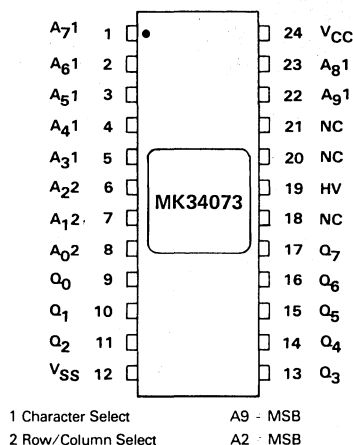 A₇1 1 24 V_CC
A₆1 2 23 A₈1
A₅1 3 22 A₉1
A₄1 4 21 NC
A₃1 5 20 NC
A₂2 6 19 HV
MK34073
A₁2 7 18 NC
A₀2 8 17 Q₇
Q₀ 9 16 Q₆
Q₁ 10 15 Q₅
Q₂ 11 14 Q₄
V_SS 12 13 Q₃
1 Character Select A9 - MSB
2 Row/Column Select A2 - MSB